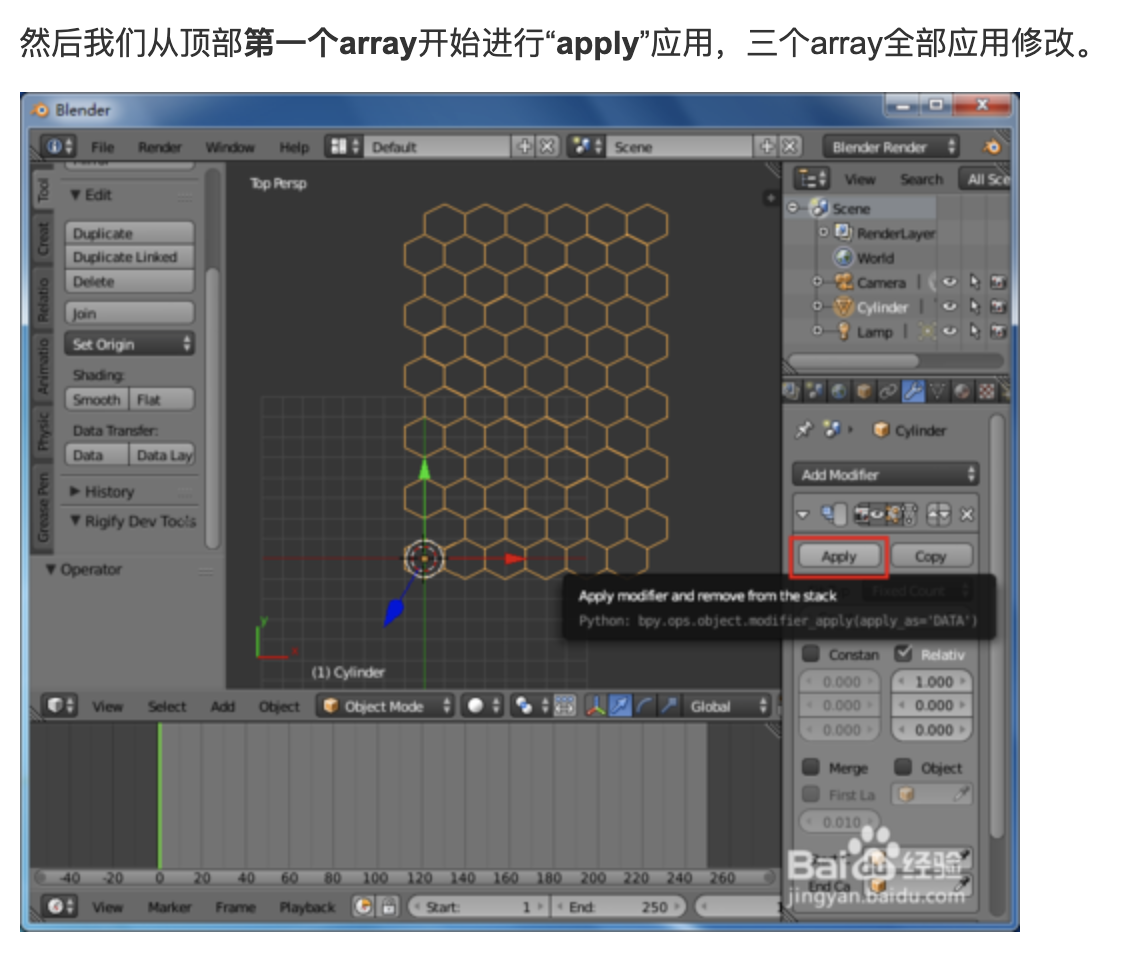 然后我们从顶部第一个array开始进行“apply”应用，三个array全部应用修改。
Blender
File Render Window Help Default Scene Blender Render
Tool
Creat
Relatio
Animatio
Physic
Grease Pen
Edit
Duplicate
Duplicate Linked
Delete
Join
Set Origin
Shading:
Smooth Flat
Data Transfer:
Data Data Lay
History
Rigify Dev Tools
Operator
Top Persp
y
(1) Cylinder
View Search All Sce
Scene
RenderLayer
World
Camera
Cylinder
Lamp
Cylinder
Add Modifier
Apply Copy
Fixed Count
Apply modifier and remove from the stack
Python: bpy.ops.object.modifier_apply(apply_as='DATA')
Constan Relativ
0.000 1.000
0.000 0.000
0.000 0.000
Merge Object
First La
0.010
End Ca
Baidu 经验
jingyan.baidu.com
View Select Add Object Object Mode Global
-40 -20 0 20 40 60 80 100 120 140 160 180 200 220 240 260
View Marker Frame Playback Start: 1 End: 250